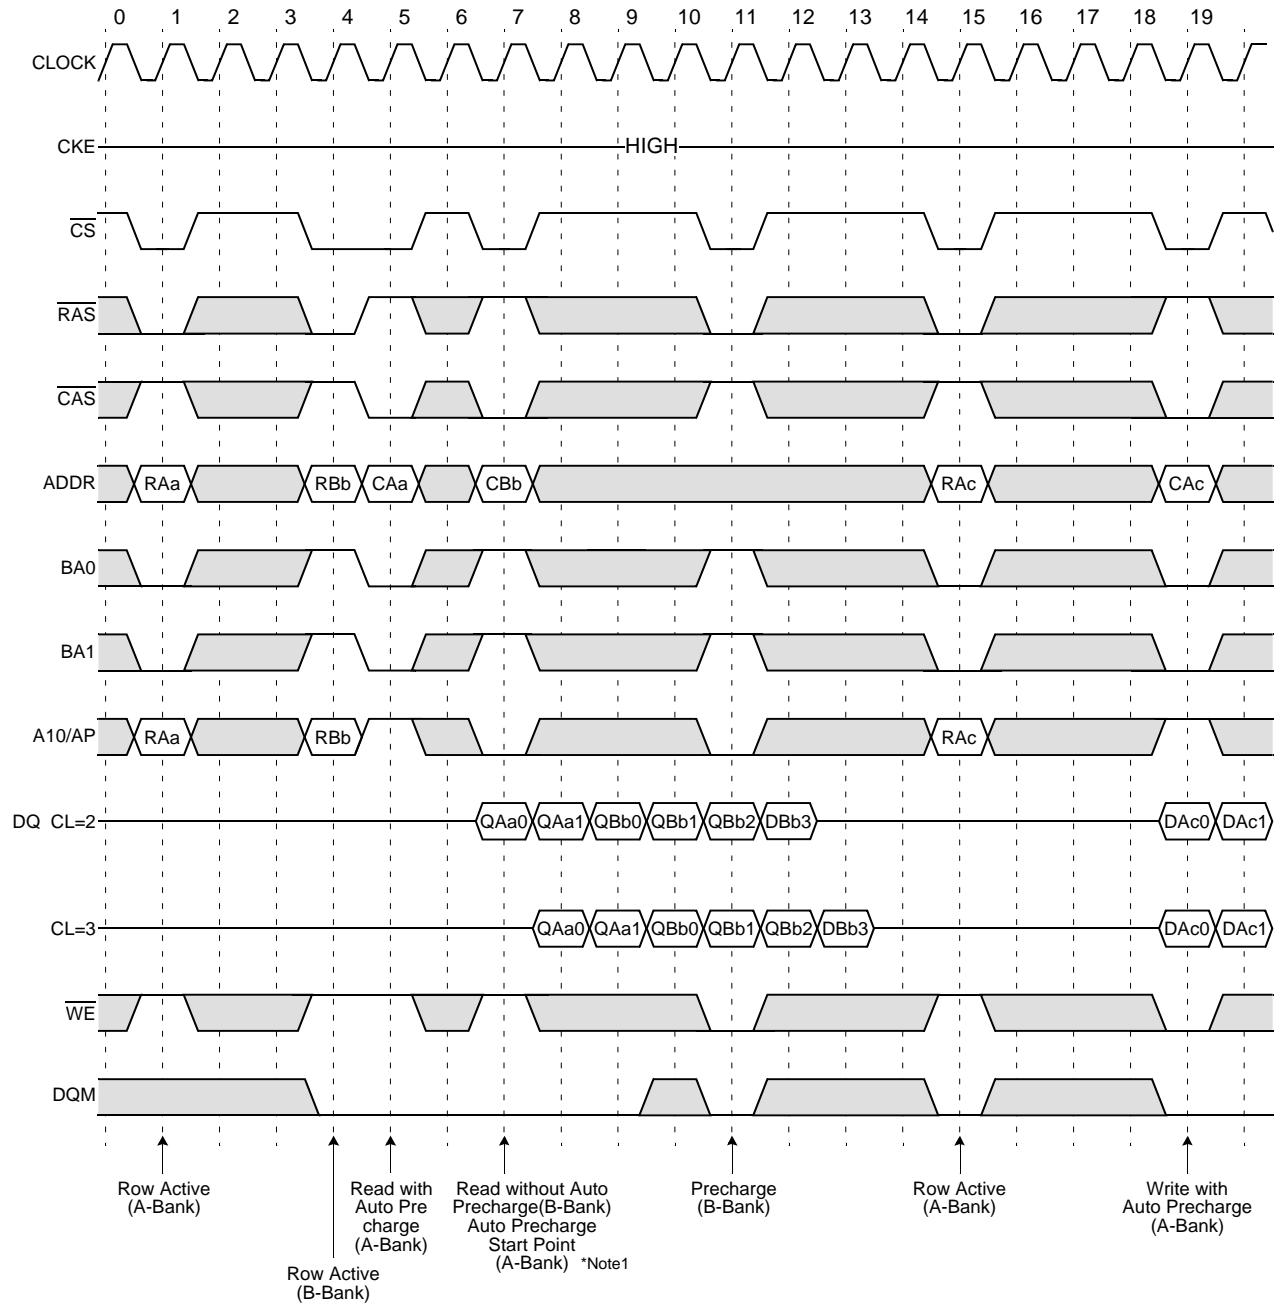 0 1 2 3 4 5 6 7 8 9 10 11 12 13 14 15 16 17 18 19
CLOCK
CKE HIGH
CS
RAS
CAS
ADDR RAa RBb CAa CBb RAc CAc
BA0
BA1
A10/AP RAa RBb RAc
DQ CL=2 QAa0 QAa1 QBb0 QBb1 QBb2 DBb3 DAc0 DAc1
CL=3 QAa0 QAa1 QBb0 QBb1 QBb2 DBb3 DAc0 DAc1
WE
DQM
Row Active
(A-Bank)
Row Active
(B-Bank)
Read with
Auto Pre
charge
(A-Bank)
Read without Auto
Precharge(B-Bank)
Auto Precharge
Start Point
(A-Bank) *Note1
Precharge
(B-Bank)
Row Active
(A-Bank)
Write with
Auto Precharge
(A-Bank)